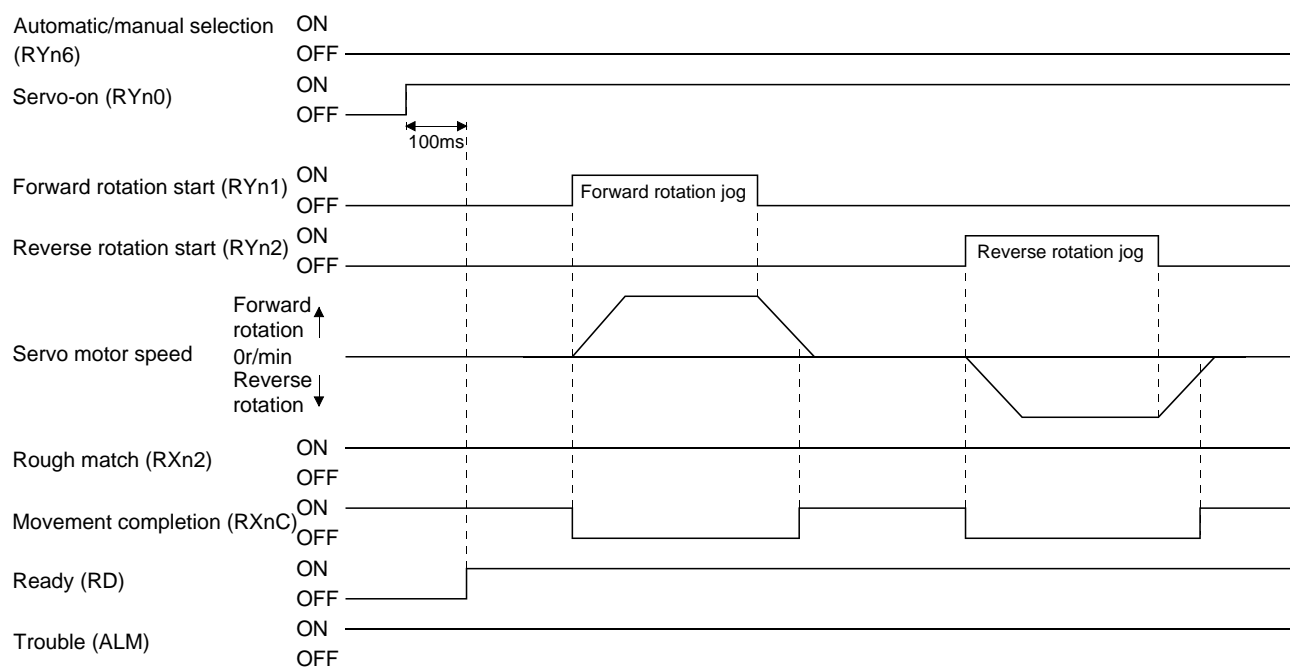 Automatic/manual selection ON
(RYn6) OFF
Servo-on (RYn0) ON
OFF
100ms
Forward rotation start (RYn1) ON
OFF
Forward rotation jog
Reverse rotation start (RYn2) ON
OFF
Reverse rotation jog
Forward
rotation
Servo motor speed 0r/min
Reverse
rotation
Rough match (RXn2) ON
OFF
Movement completion (RXnC) ON
OFF
Ready (RD) ON
OFF
Trouble (ALM) ON
OFF